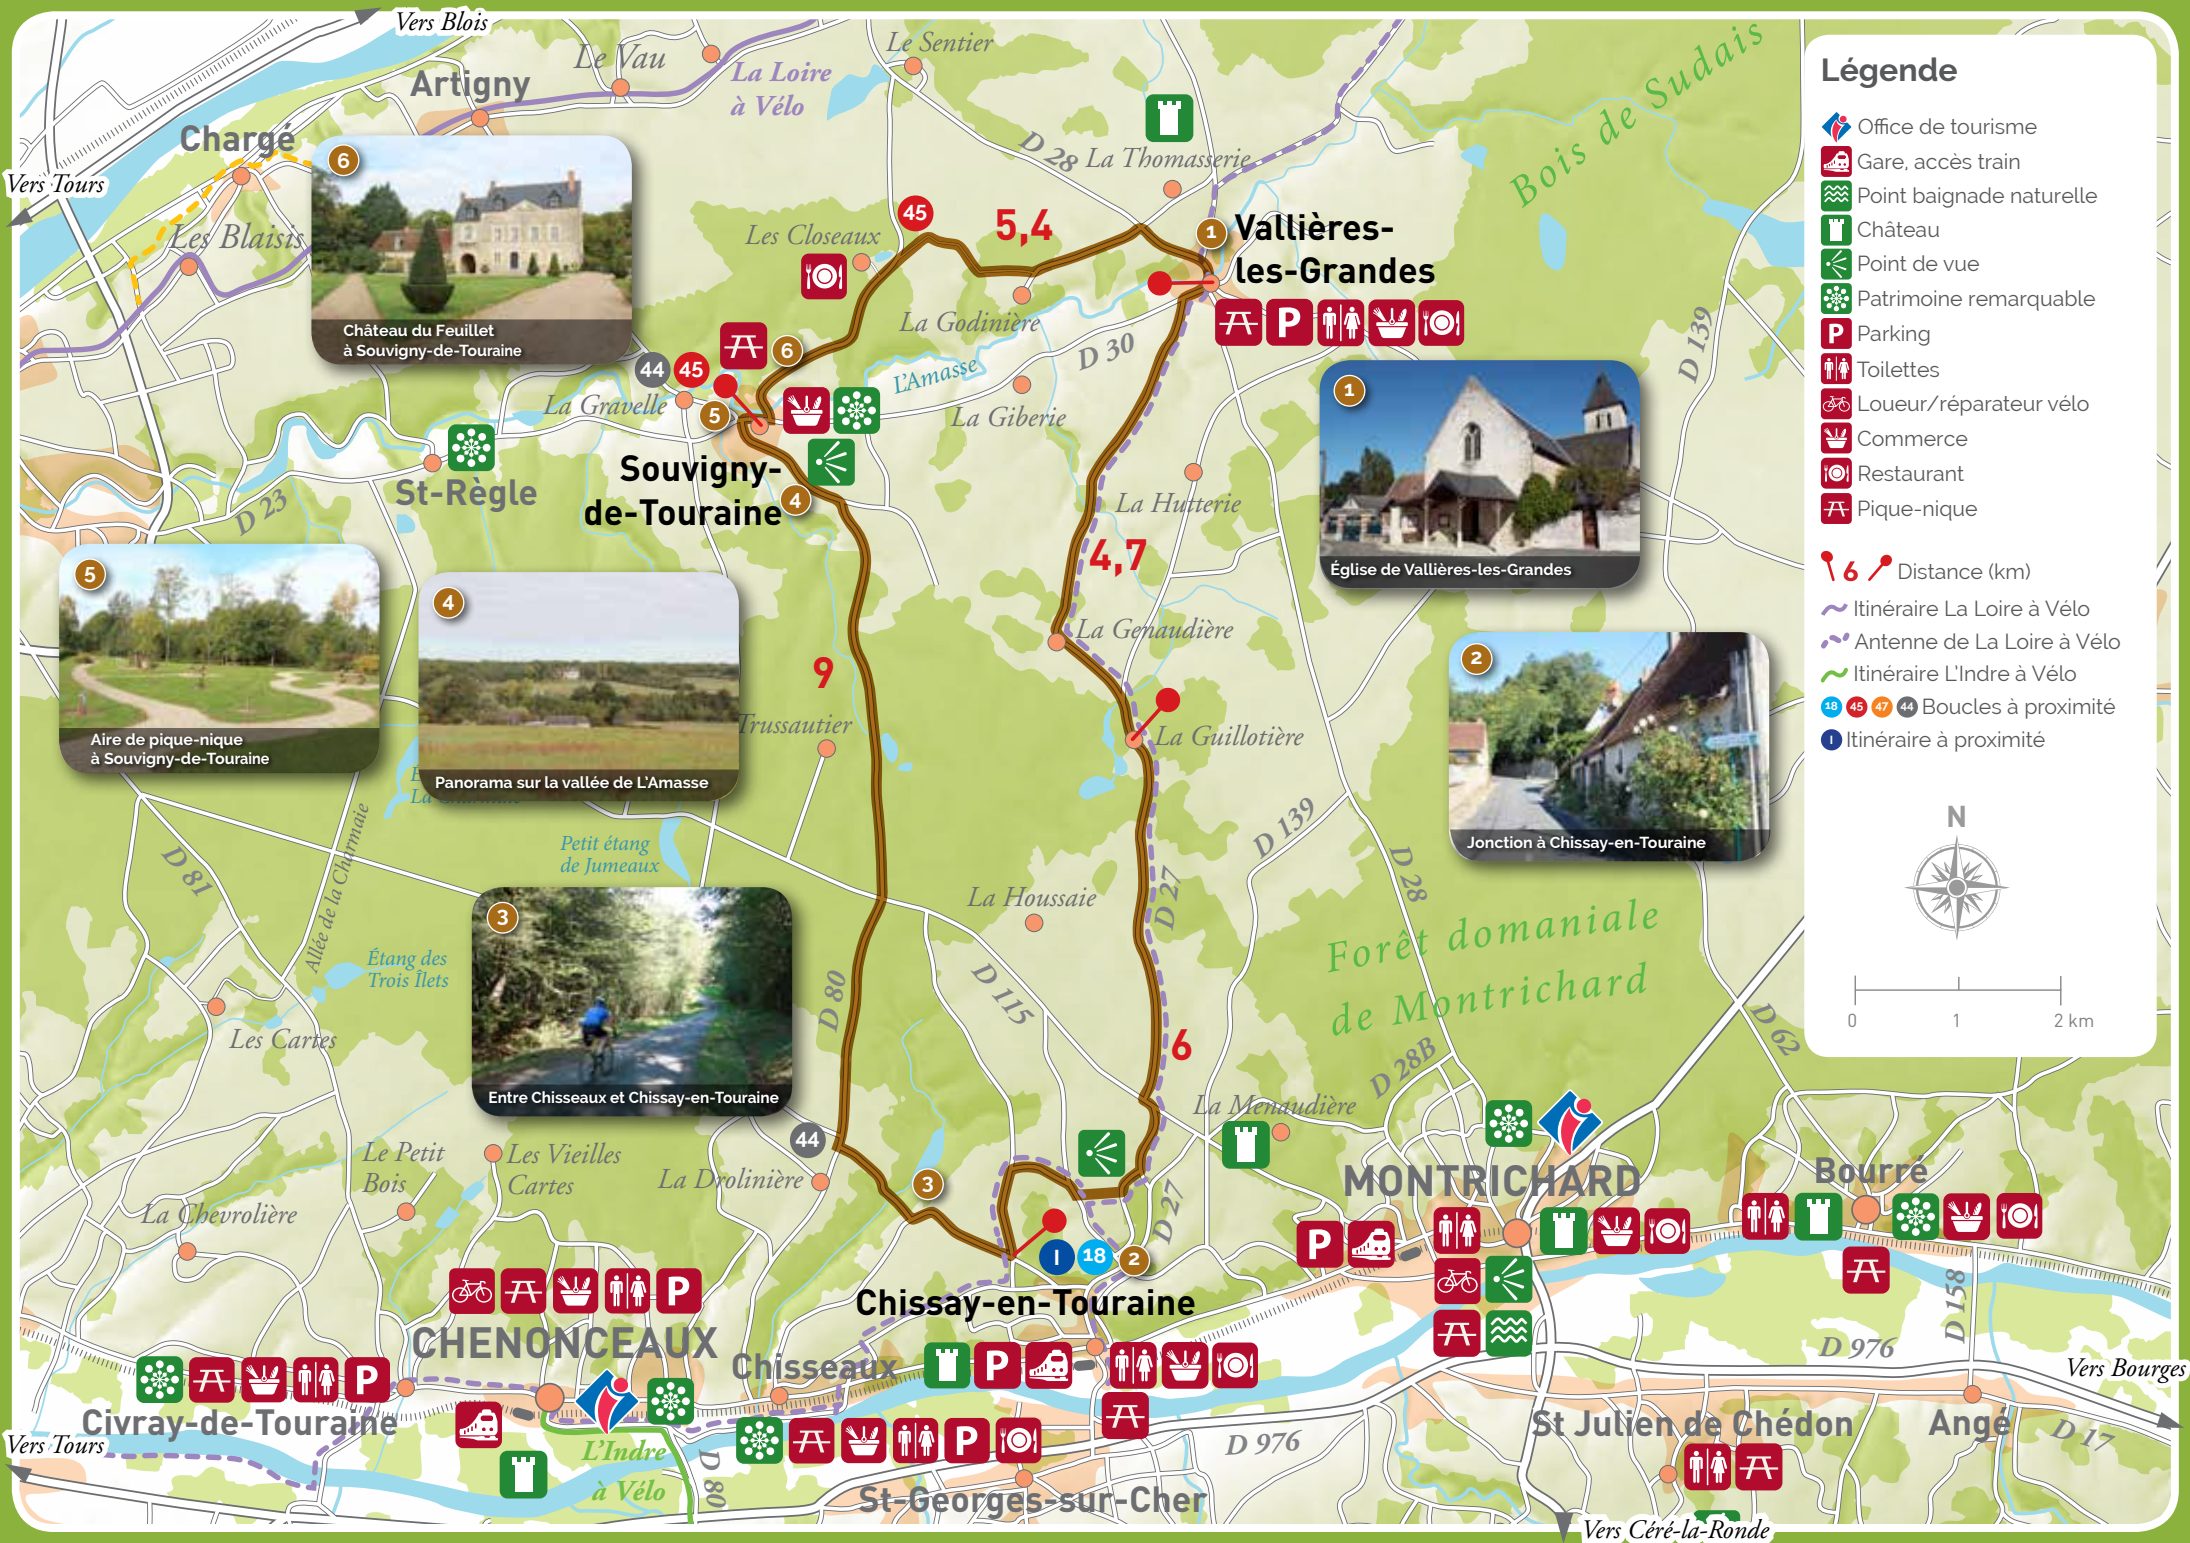 Vers Blois
Le Vau
La Loire
à Vélo
Le Sentier
Artigny
Chargé
Vers Tours
Les Blaisis
6
Château du Feuillet
à Souvigny-de-Touraine
D 28
La Thomasserie
Bois de Sudais
Les Closeaux
45
5,4
1
Vallières-
les-Grandes
P
La Godinière
D 30
L'Amasse
La Giberie
D 139
44
45
6
La Gravelle
5
St-Règle
D 23
Souvigny-
de-Touraine
4
La Hutterie
4,7
1
Église de Vallières-les-Grandes
5
Aire de pique-nique
à Souvigny-de-Touraine
4
Panorama sur la vallée de L'Amasse
9
Trussautier
La Genaudière
La Guillotière
2
Jonction à Chissay-en-Touraine
Petit étang
de Jumeaux
D 81
Allée de la Charmaie
Étang des
Trois Îlets
Les Cartes
3
Entre Chisseaux et Chissay-en-Touraine
D 80
La Houssaie
D 115
D 27
6
D 139
D 28
Forêt domaniale
de Montrichard
D 28B
D 62
La Menaudière
44
La Drolinière
3
Le Petit
Bois
Les Vieilles
Cartes
La Chevrolière
D 27
I
18
2
Chissay-en-Touraine
P
MONTRICHARD
P
Bourré
D 158
D 976
Vers Bourges
P
CHENONCEAUX
Chisseaux
P
Civray-de-Touraine
Vers Tours
L'Indre
à Vélo
D 80
P
St-Georges-sur-Cher
D 976
St Julien de Chédon
Angé
D 17
Vers Céré-la-Ronde
Légende
Office de tourisme
Gare, accès train
Point baignade naturelle
Château
Point de vue
Patrimoine remarquable
P Parking
Toilettes
Loueur/réparateur vélo
Commerce
Restaurant
Pique-nique
6 Distance (km)
Itinéraire La Loire à Vélo
Antenne de La Loire à Vélo
Itinéraire L'Indre à Vélo
18 45 47 44 Boucles à proximité
I Itinéraire à proximité
N
0 1 2 km